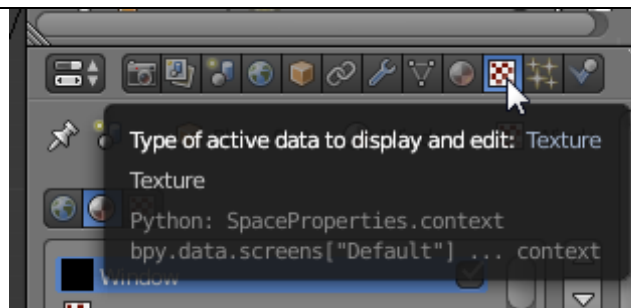 Type of active data to display and edit: Texture
Texture
Python: SpaceProperties.context
bpy.data.screens["Default"] ... context
Window